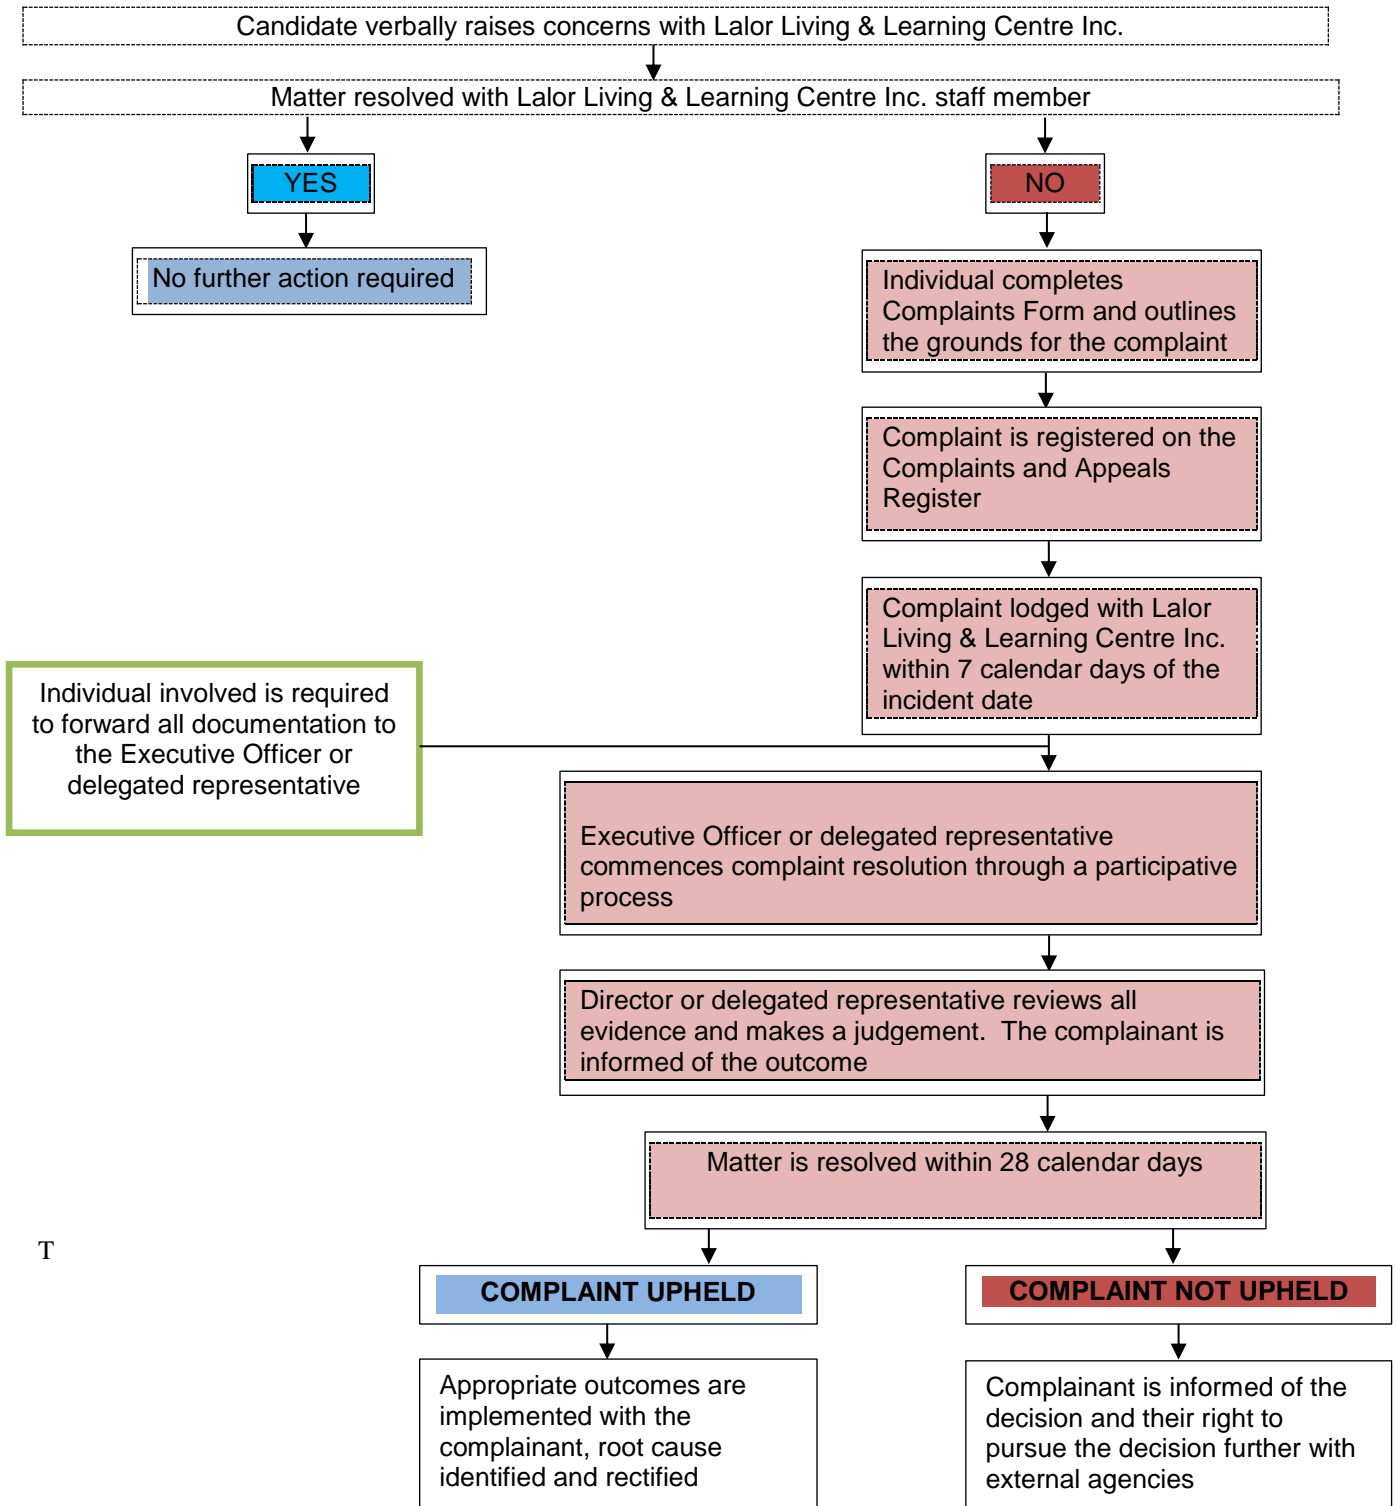 Candidate verbally raises concerns with Lalor Living & Learning Centre Inc.
Matter resolved with Lalor Living & Learning Centre Inc. staff member
YES
NO
No further action required
Individual completes
Complaints Form and outlines
the grounds for the complaint
Complaint is registered on the
Complaints and Appeals
Register
Complaint lodged with Lalor
Living & Learning Centre Inc.
within 7 calendar days of the
incident date
Individual involved is required
to forward all documentation to
the Executive Officer or
delegated representative
Executive Officer or delegated representative
commences complaint resolution through a participative
process
Director or delegated representative reviews all
evidence and makes a judgement.  The complainant is
informed of the outcome
Matter is resolved within 28 calendar days
T
COMPLAINT UPHELD
COMPLAINT NOT UPHELD
Appropriate outcomes are
implemented with the
complainant, root cause
identified and rectified
Complainant is informed of the
decision and their right to
pursue the decision further with
external agencies